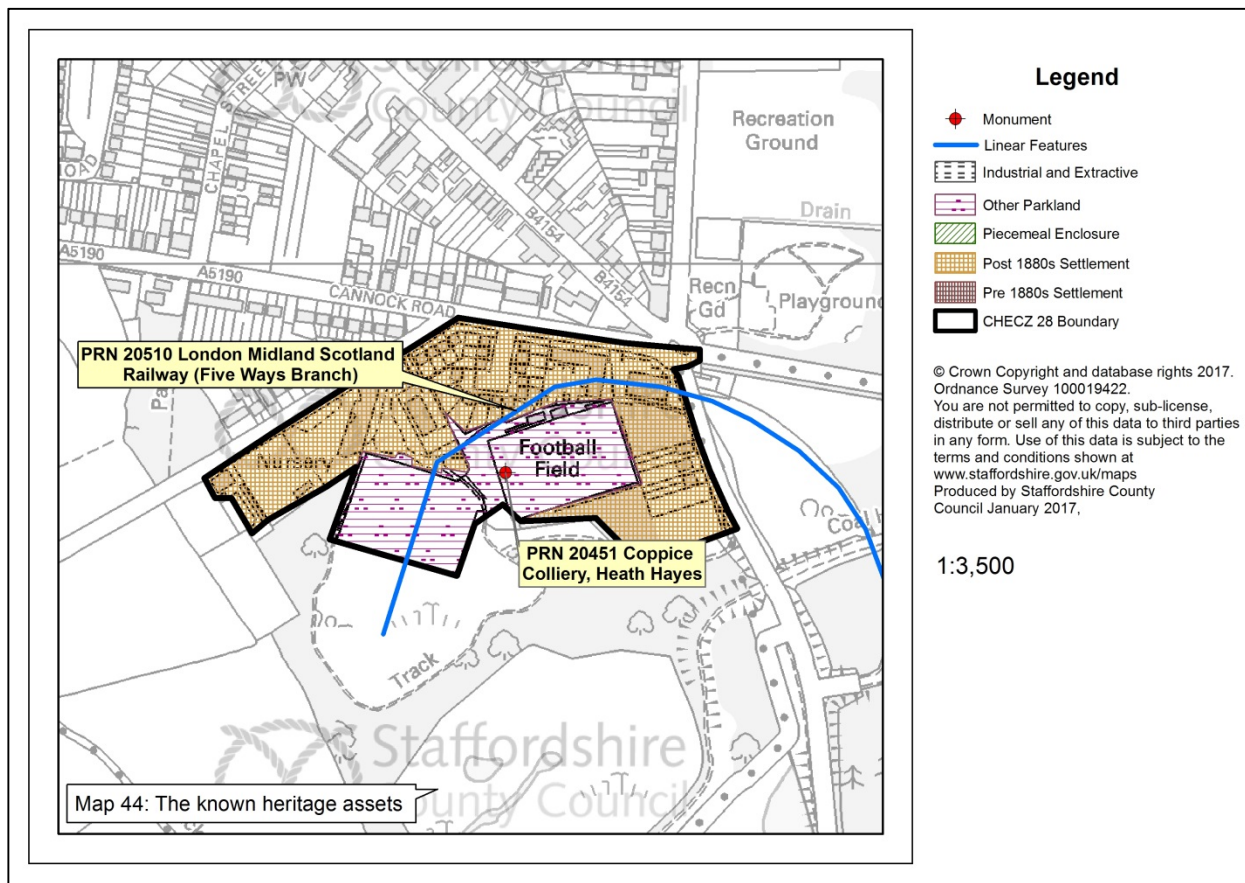 Staffordshire
County Council
PW
CHAPEL STREET
ROAD
Recreation
Ground
Drain
B4154
B4154
A5190
A5190
CANNOCK ROAD
Recn
Gd
Playground
PRN 20510 London Midland Scotland
Railway (Five Ways Branch)
Nursery
Football
Field
County Council
PRN 20451 Coppice
Colliery, Heath Hayes
Track
Staffordshire
County Council
Map 44: The known heritage assets
Legend
Monument
Linear Features
Industrial and Extractive
Other Parkland
Piecemeal Enclosure
Post 1880s Settlement
Pre 1880s Settlement
CHECZ 28 Boundary
© Crown Copyright and database rights 2017.
Ordnance Survey 100019422.
You are not permitted to copy, sub-license,
distribute or sell any of this data to third parties
in any form. Use of this data is subject to the
terms and conditions shown at
www.staffordshire.gov.uk/maps
Produced by Staffordshire County
Council January 2017,
1:3,500